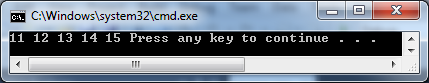 C:\Windows\system32\cmd.exe
11 12 13 14 15 Press any key to continue . . .